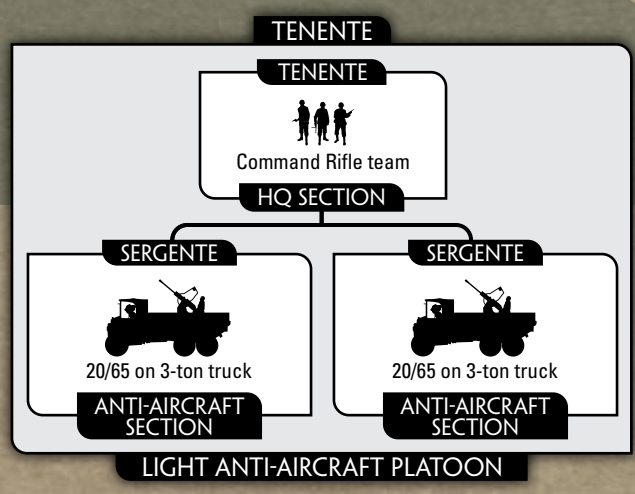 TENENTE
TENENTE
Command Rifle team
HQ SECTION
SERGENTE
20/65 on 3-ton truck
ANTI-AIRCRAFT
SECTION
SERGENTE
20/65 on 3-ton truck
ANTI-AIRCRAFT
SECTION
LIGHT ANTI-AIRCRAFT PLATOON